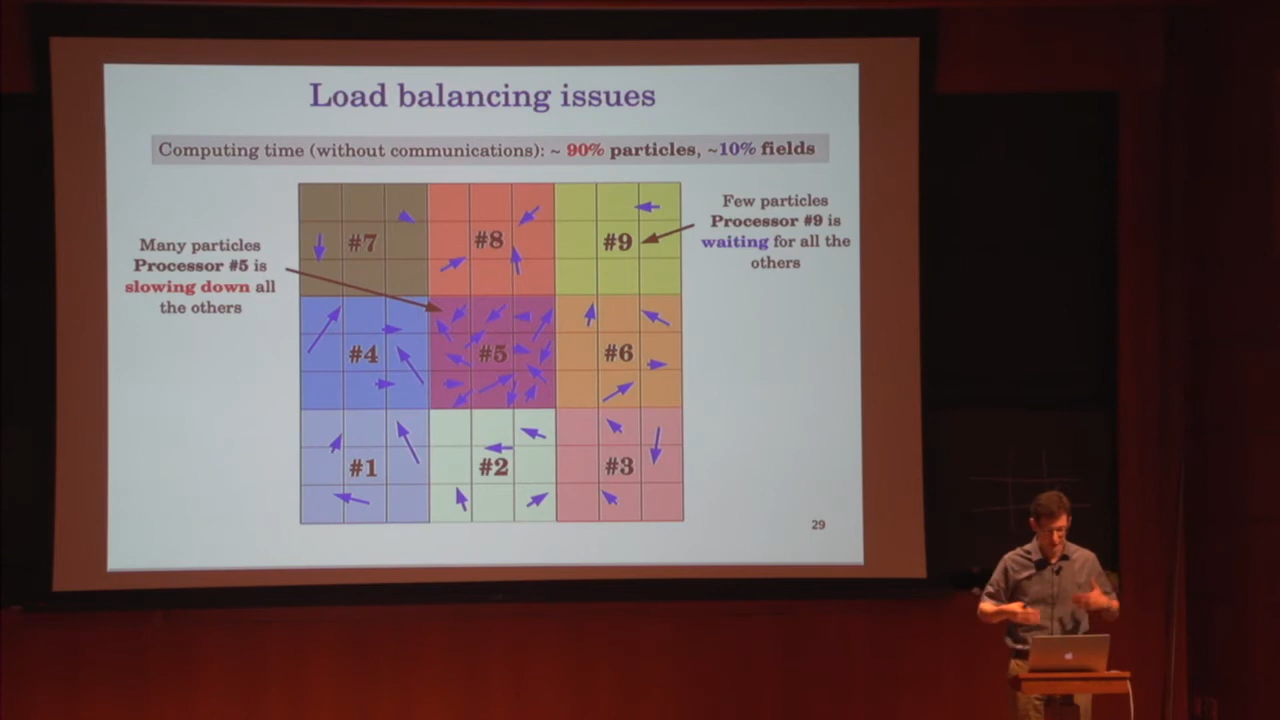 Load balancing issues
Computing time (without communications): ~ 90% particles, ~10% fields
Many particles
Processor #5 is
slowing down all
the others
Few particles
Processor #9 is
waiting for all the
others
#7
#8
#9
#4
#5
#6
#1
#2
#3
29